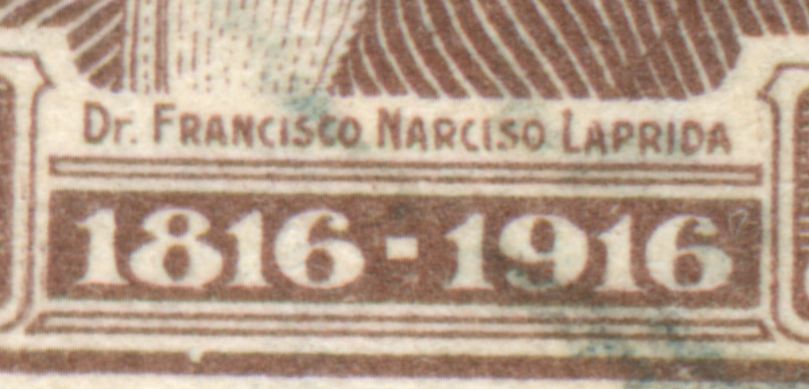 Dr. FRANCISCO NARCISO LAPRIDA
1816-1916